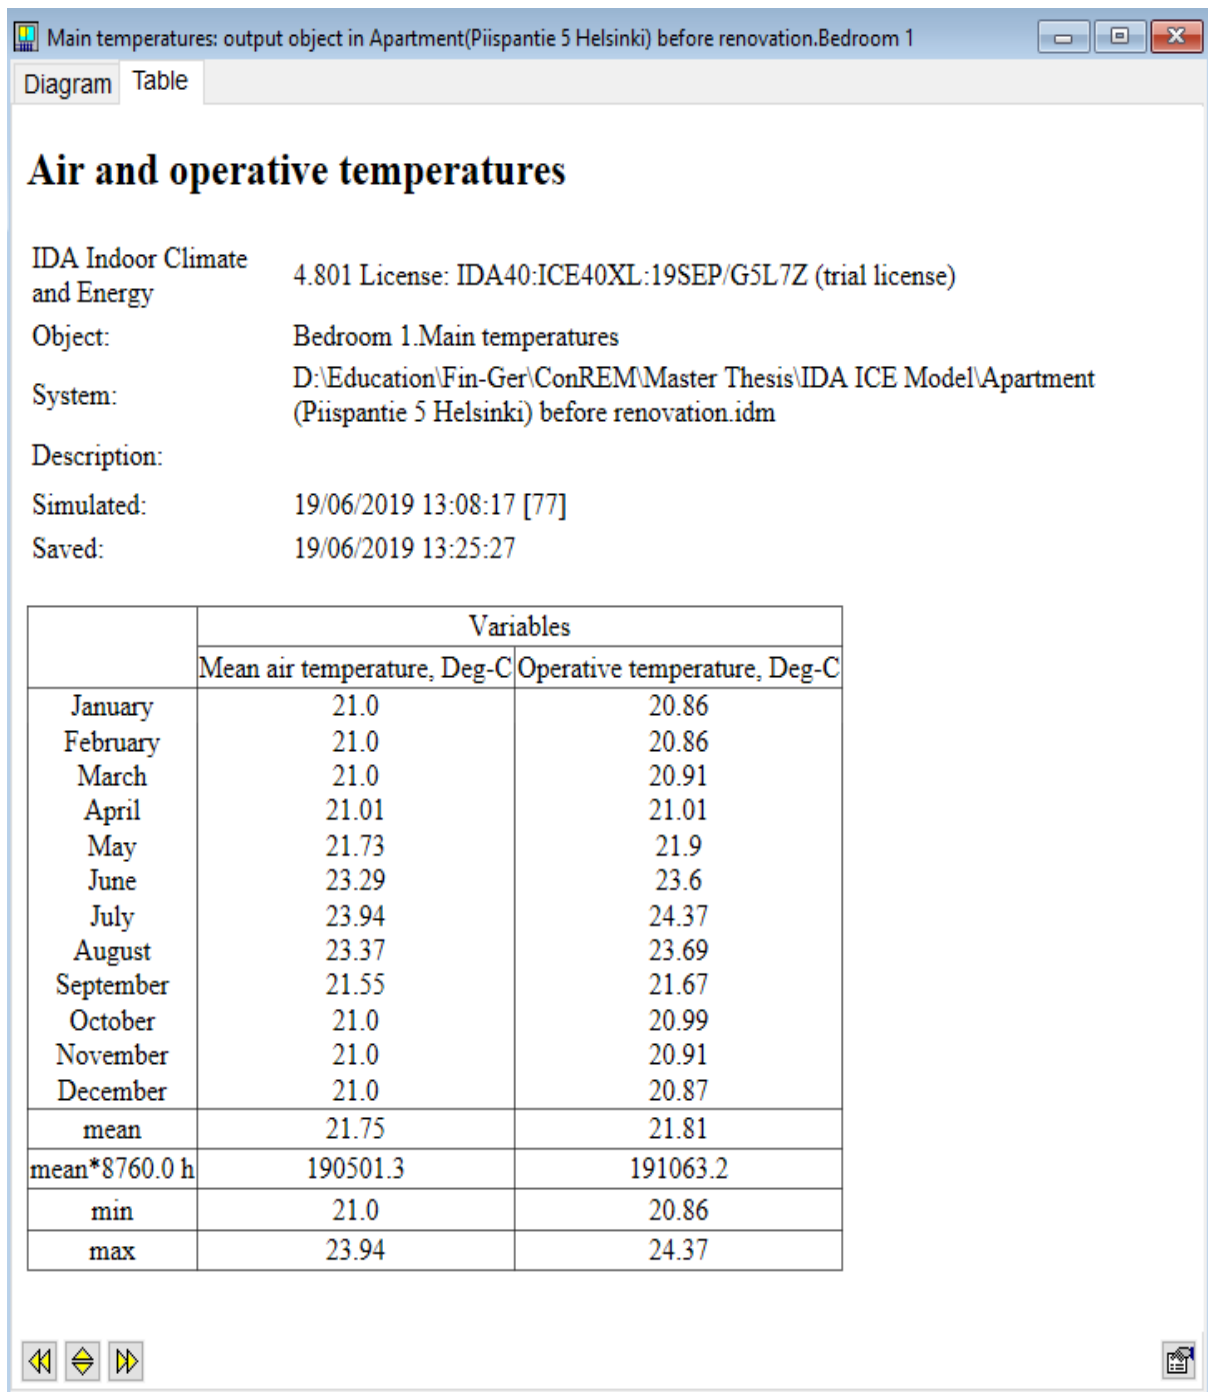 Main temperatures: output object in Apartment(Piispantie 5 Helsinki) before renovation.Bedroom 1
Diagram Table
Air and operative temperatures
IDA Indoor Climate and Energy 4.801 License: IDA40:ICE40XL:19SEP/G5L7Z (trial license)
Object: Bedroom 1.Main temperatures
System: D:\Education\Fin-Ger\ConREM\Master Thesis\IDA ICE Model\Apartment
(Piispantie 5 Helsinki) before renovation.idm
Description:
Simulated: 19/06/2019 13:08:17 [77]
Saved: 19/06/2019 13:25:27
Variables
Mean air temperature, Deg-C Operative temperature, Deg-C
January 21.0 20.86
February 21.0 20.86
March 21.0 20.91
April 21.01 21.01
May 21.73 21.9
June 23.29 23.6
July 23.94 24.37
August 23.37 23.69
September 21.55 21.67
October 21.0 20.99
November 21.0 20.91
December 21.0 20.87
mean 21.75 21.81
mean*8760.0 h 190501.3 191063.2
min 21.0 20.86
max 23.94 24.37